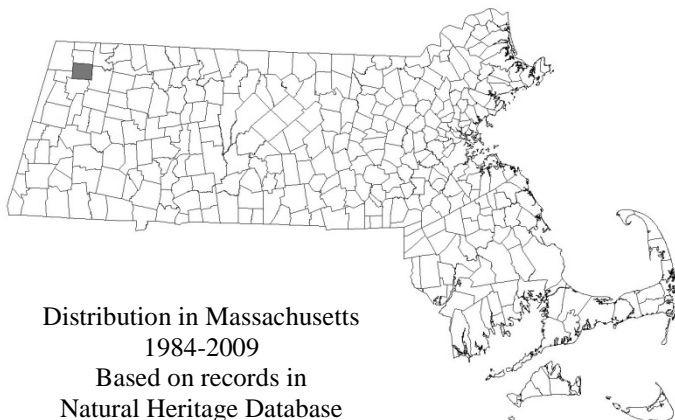 Distribution in Massachusetts
1984-2009
Based on records in
Natural Heritage Database